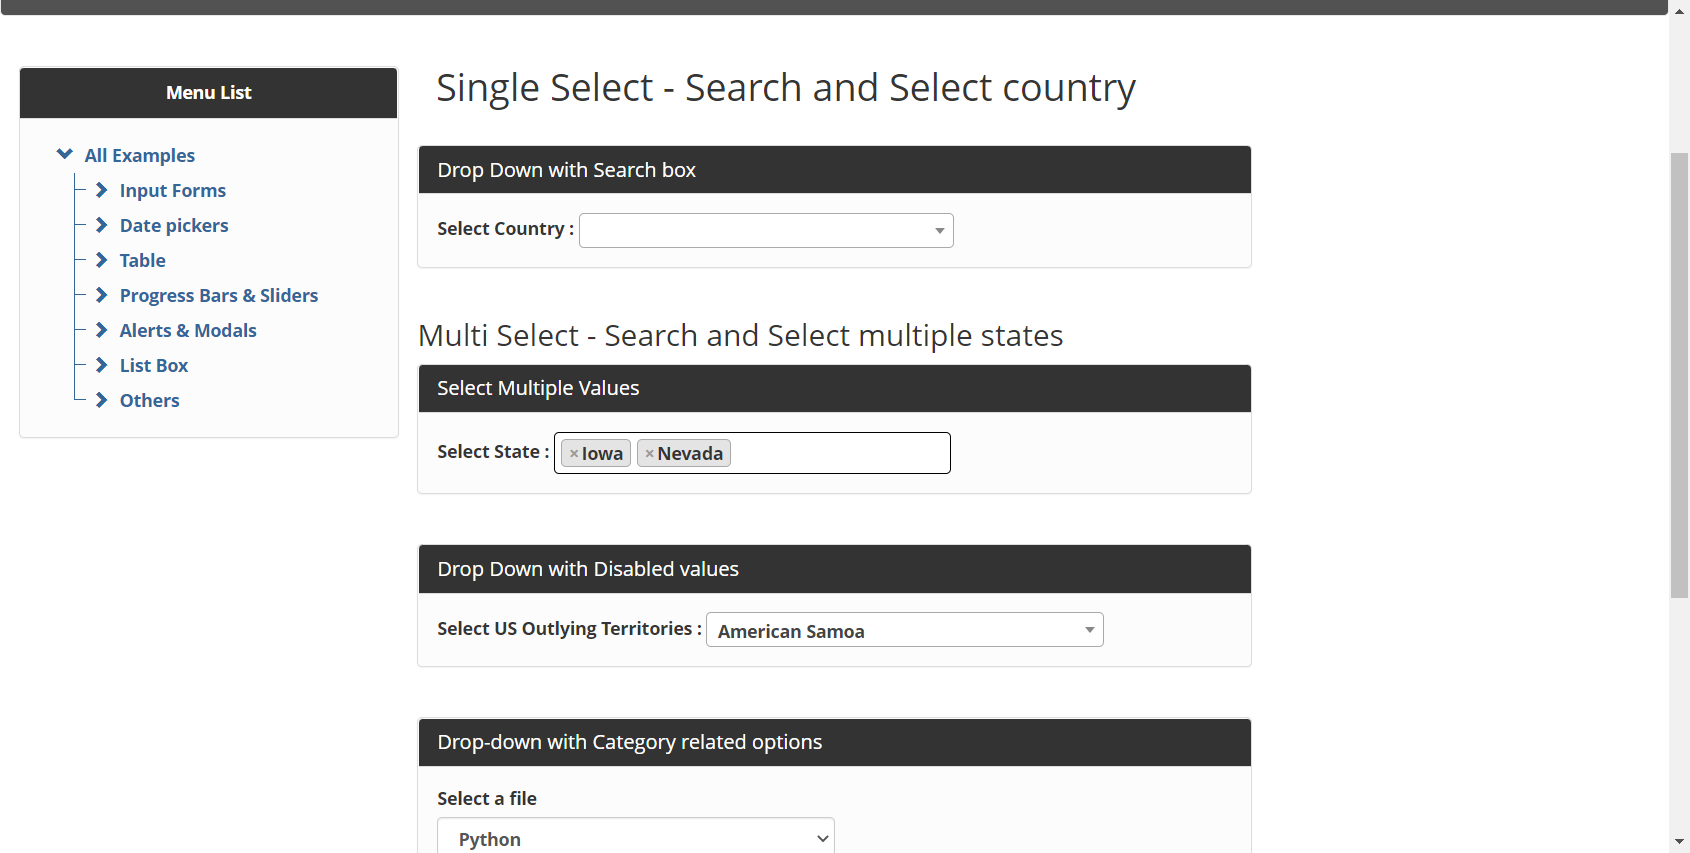 Menu List
All Examples
Input Forms
Date pickers
Table
Progress Bars & Sliders
Alerts & Modals
List Box
Others
Single Select - Search and Select country
Drop Down with Search box
Select Country :
Multi Select - Search and Select multiple states
Select Multiple Values
Select State : ×Iowa ×Nevada
Drop Down with Disabled values
Select US Outlying Territories : American Samoa
Drop-down with Category related options
Select a file
Python